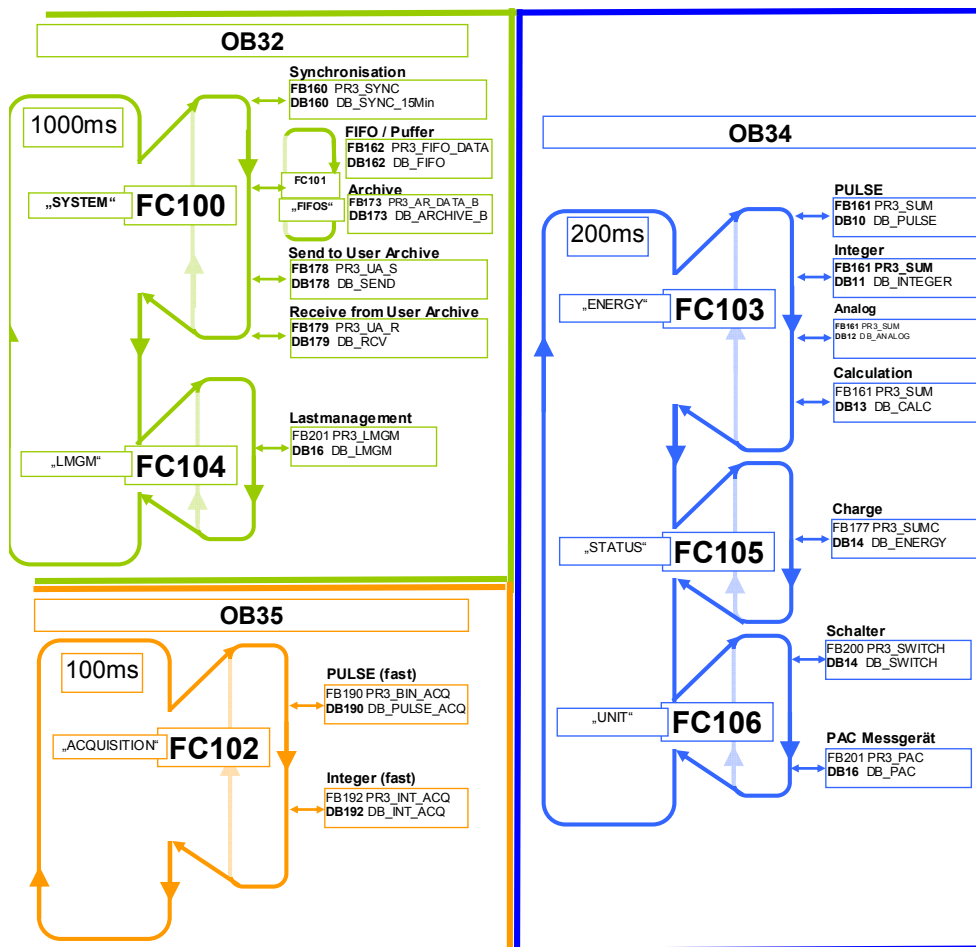 OB32
1000ms
„SYSTEM“
FC100
Synchronisation
FB160 PR3_SYNC
DB160 DB_SYNC_15Min
FIFO / Puffer
FB162 PR3_FIFO_DATA
DB162 DB_FIFO
FC101
„FIFOS“
Archive
FB173 PR3_AR_DATA_B
DB173 DB_ARCHIVE_B
Send to User Archive
FB178 PR3_UA_S
DB178 DB_SEND
Receive from User Archive
FB179 PR3_UA_R
DB179 DB_RCV
„LMGM“
FC104
Lastmanagement
FB201 PR3_LMGM
DB16 DB_LMGM
OB35
100ms
„ACQUISITION“
FC102
PULSE (fast)
FB190 PR3_BIN_ACQ
DB190 DB_PULSE_ACQ
Integer (fast)
FB192 PR3_INT_ACQ
DB192 DB_INT_ACQ
OB34
200ms
„ENERGY“
FC103
PULSE
FB161 PR3_SUM
DB10 DB_PULSE
Integer
FB161 PR3_SUM
DB11 DB_INTEGER
Analog
FB161 PR3_SUM
DB12 DB_ANALOG
Calculation
FB161 PR3_SUM
DB13 DB_CALC
„STATUS“
FC105
Charge
FB177 PR3_SUMC
DB14 DB_ENERGY
„UNIT“
FC106
Schalter
FB200 PR3_SWITCH
DB14 DB_SWITCH
PAC Messgerät
FB201 PR3_PAC
DB16 DB_PAC